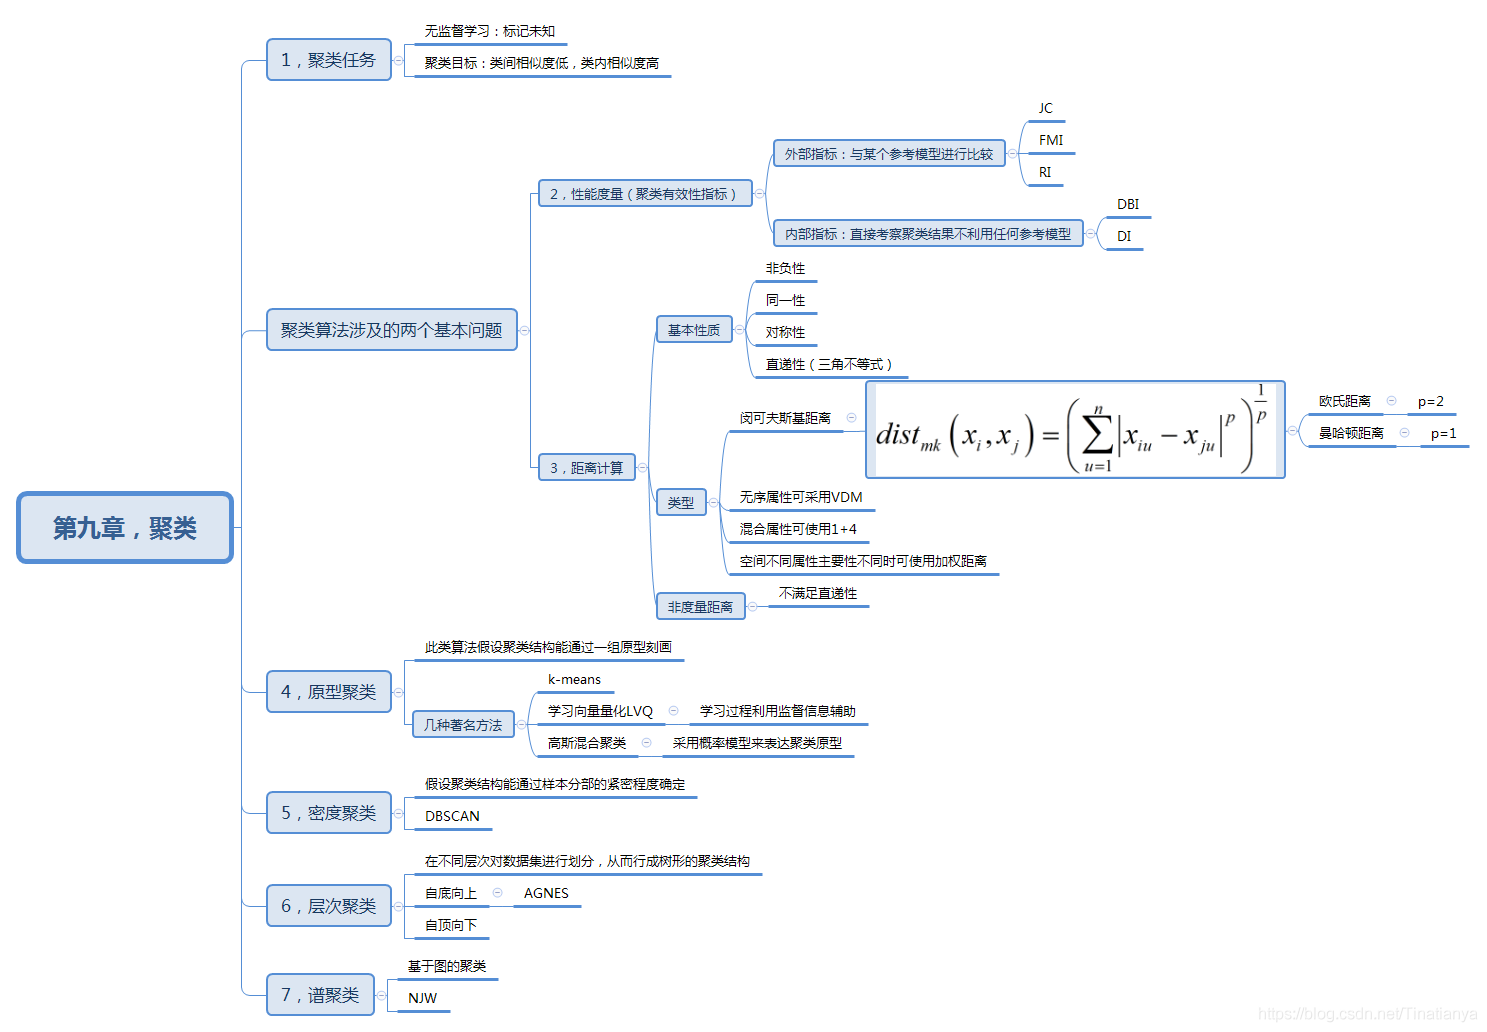 第九章，聚类
1，聚类任务
无监督学习：标记未知
聚类目标：类间相似度低，类内相似度高
聚类算法涉及的两个基本问题
2，性能度量（聚类有效性指标）
外部指标：与某个参考模型进行比较
JC
FMI
RI
内部指标：直接考察聚类结果不利用任何参考模型
DBI
DI
3，距离计算
基本性质
非负性
同一性
对称性
直递性（三角不等式）
类型
闵可夫斯基距离
dist_{mk}(x_i, x_j) = (∑_{u=1}^{n} |x_{iu} − x_{ju}|^p)^{1/p}
欧氏距离
p=2
曼哈顿距离
p=1
无序属性可采用VDM
混合属性可使用1+4
空间不同属性主要性不同时可使用加权距离
非度量距离
不满足直递性
4，原型聚类
此类算法假设聚类结构能通过一组原型刻画
几种著名方法
k-means
学习向量量化LVQ
学习过程利用监督信息辅助
高斯混合聚类
采用概率模型来表达聚类原型
5，密度聚类
假设聚类结构能通过样本分部的紧密程度确定
DBSCAN
6，层次聚类
在不同层次对数据集进行划分，从而行成树形的聚类结构
自底向上
AGNES
自顶向下
7，谱聚类
基于图的聚类
NJW
https://blog.csdn.net/Tinatianya